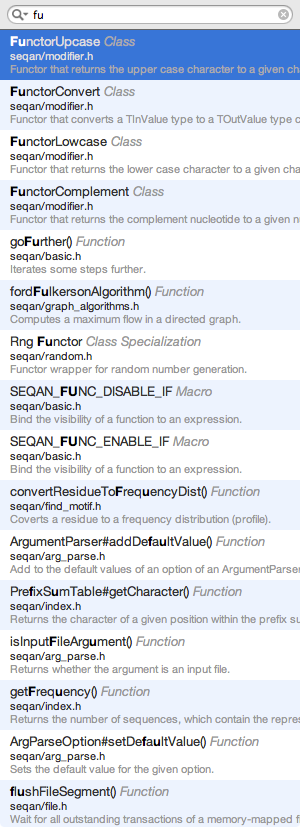 fu
FunctorUpcase Class
seqan/modifier.h
Functor that returns the upper case character to a given ch
FunctorConvert Class
seqan/modifier.h
Functor that converts a TInValue type to a TOutValue type c
FunctorLowcase Class
seqan/modifier.h
Functor that returns the lower case character to a given cha
FunctorComplement Class
seqan/modifier.h
Functor that returns the complement nucleotide to a given n
goFurther() Function
seqan/basic.h
Iterates some steps further.
fordFulkersonAlgorithm() Function
seqan/graph_algorithms.h
Computes a maximum flow in a directed graph.
Rng Functor Class Specialization
seqan/random.h
Functor wrapper for random number generation.
SEQAN_FUNC_DISABLE_IF Macro
seqan/basic.h
Bind the visibility of a function to an expression.
SEQAN_FUNC_ENABLE_IF Macro
seqan/basic.h
Bind the visibility of a function to an expression.
convertResidueToFrequencyDist() Function
seqan/find_motif.h
Coverts a residue to a frequency distribution (profile).
ArgumentParser#addDefaultValue() Function
seqan/arg_parse.h
Add to the default values of an option of an ArgumentParser
PrefixSumTable#getCharacter() Function
seqan/index.h
Returns the character of a given position within the prefix su
isInputFileArgument() Function
seqan/arg_parse.h
Returns whether the argument is an input file.
getFrequency() Function
seqan/index.h
Returns the number of sequences, which contain the repres
ArgParseOption#setDefaultValue() Function
seqan/arg_parse.h
Sets the default value for the given option.
flushFileSegment() Function
seqan/file.h
Wait for all outstanding transactions of a memory-mapped f